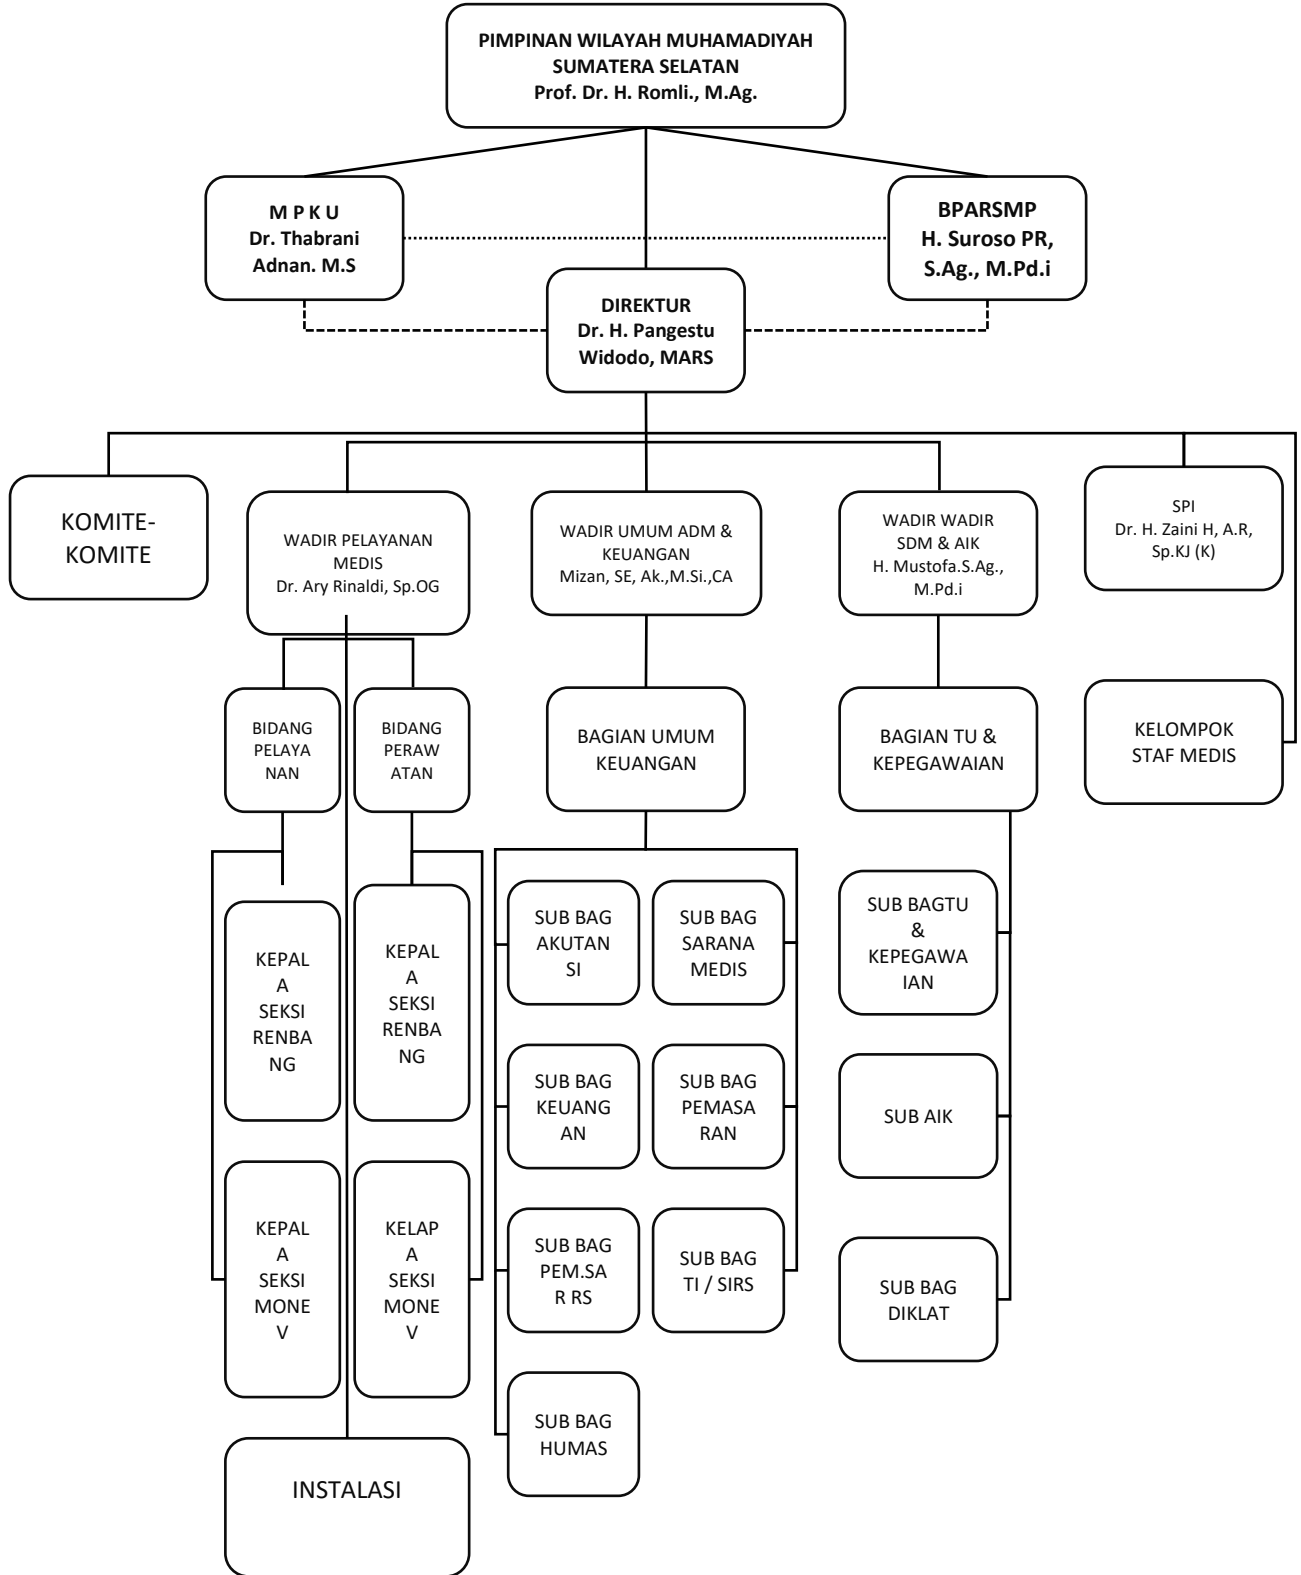 PIMPINAN WILAYAH MUHAMADIYAH
SUMATERA SELATAN
Prof. Dr. H. Romli., M.Ag.
M P K U
Dr. Thabrani
Adnan. M.S
BPARSMP
H. Suroso PR,
S.Ag., M.Pd.i
DIREKTUR
Dr. H. Pangestu
Widodo, MARS
KOMITE-
KOMITE
WADIR PELAYANAN
MEDIS
Dr. Ary Rinaldi, Sp.OG
WADIR UMUM ADM &
KEUANGAN
Mizan, SE, Ak.,M.Si.,CA
WADIR WADIR
SDM & AIK
H. Mustofa.S.Ag.,
M.Pd.i
SPI
Dr. H. Zaini H, A.R,
Sp.KJ (K)
BIDANG
PELAYA
NAN
BIDANG
PERAW
ATAN
BAGIAN UMUM
KEUANGAN
BAGIAN TU &
KEPEGAWAIAN
KELOMPOK
STAF MEDIS
KEPAL
A
SEKSI
RENBA
NG
KEPAL
A
SEKSI
RENBA
NG
SUB BAG
AKUTAN
SI
SUB BAG
SARANA
MEDIS
SUB BAGTU
&
KEPEGAWA
IAN
SUB BAG
KEUANG
AN
SUB BAG
PEMASA
RAN
SUB AIK
KEPAL
A
SEKSI
MONE
V
KELAP
A
SEKSI
MONE
V
SUB BAG
PEM.SA
R RS
SUB BAG
TI / SIRS
SUB BAG
DIKLAT
SUB BAG
HUMAS
INSTALASI